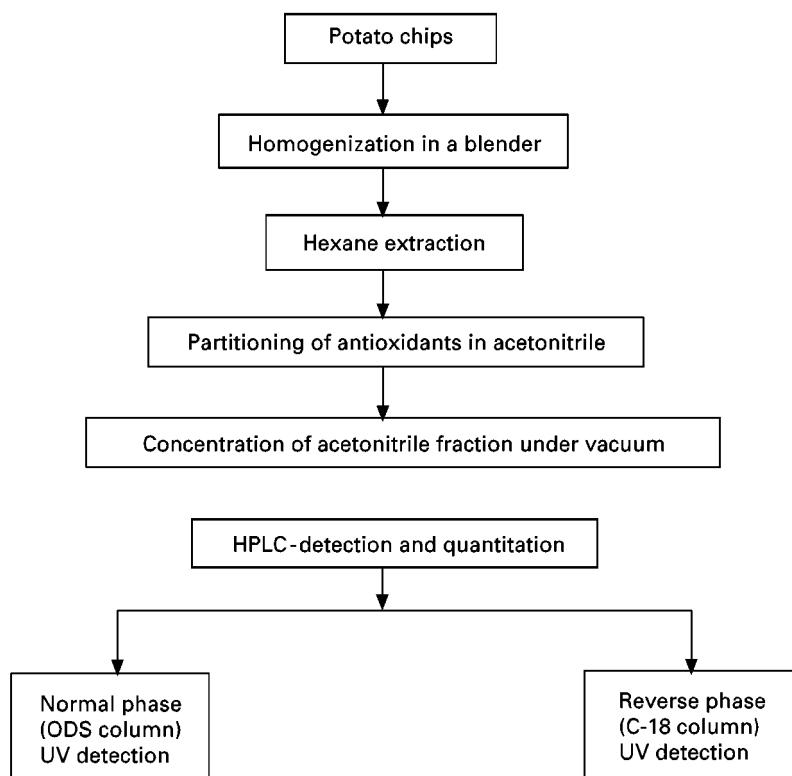 Potato chips
Homogenization in a blender
Hexane extraction
Partitioning of antioxidants in acetonitrile
Concentration of acetonitrile fraction under vacuum
HPLC-detection and quantitation
Normal phase
(ODS column)
UV detection
Reverse phase
(C-18 column)
UV detection